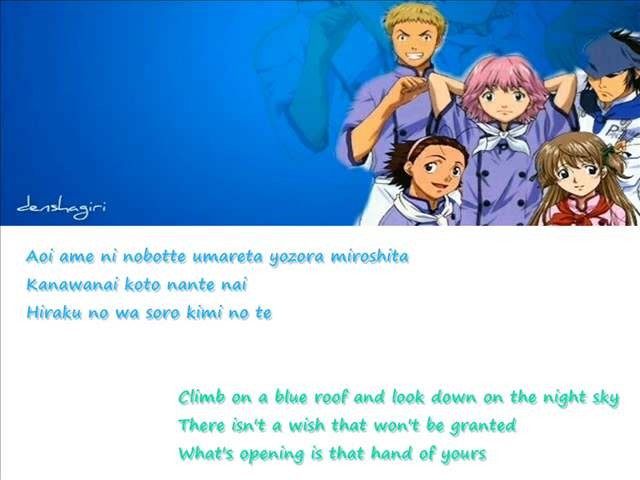 denshagiri
Aoi ame ni nobotte umareta yozora miroshita
Kanawanai koto nante nai
Hiraku no wa soro kimi no te
Climb on a blue roof and look down on the night sky
There isn't a wish that won't be granted
What's opening is that hand of yours